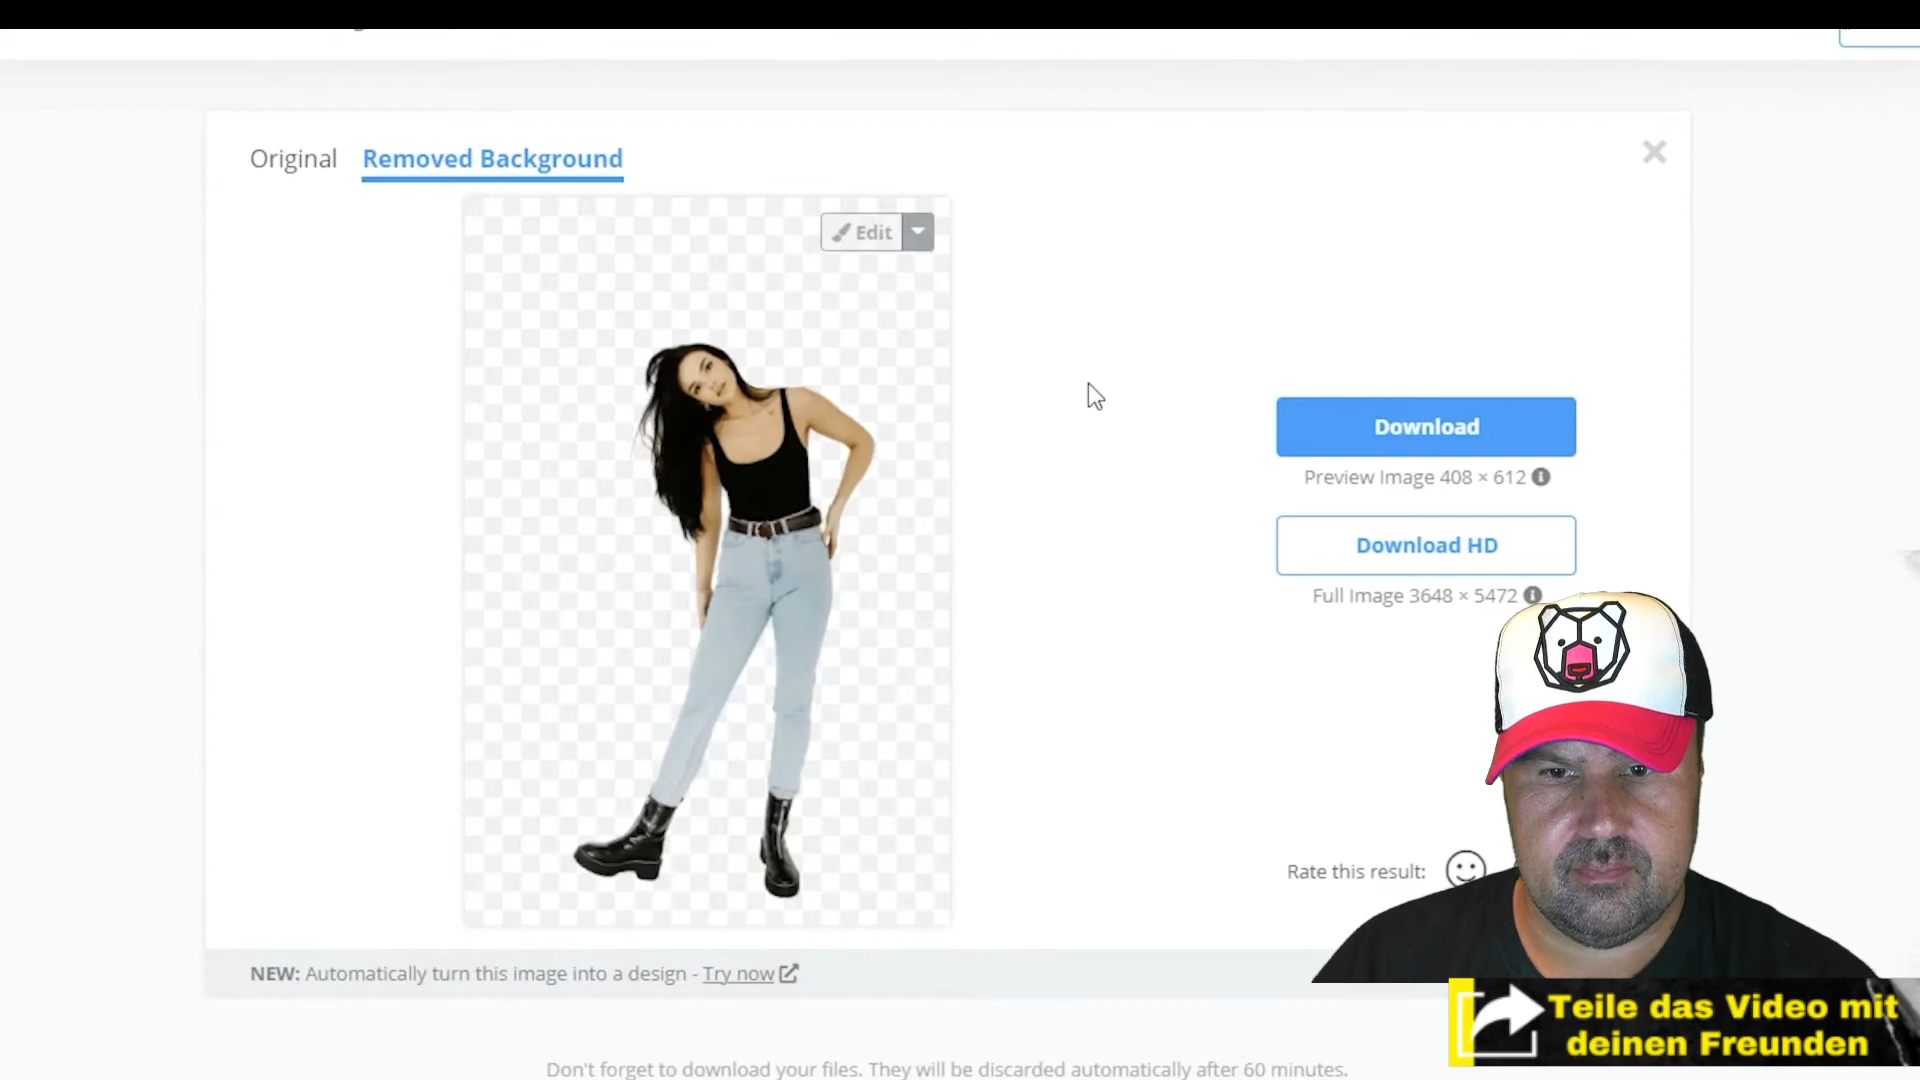 Original
Removed Background
Edit
Download
Preview Image 408 × 612
Download HD
Full Image 3648 × 5472
Rate this result:
NEW: Automatically turn this image into a design - Try now
Teile das Video mit
deinen Freunden
Don't forget to download your files. They will be discarded automatically after 60 minutes.